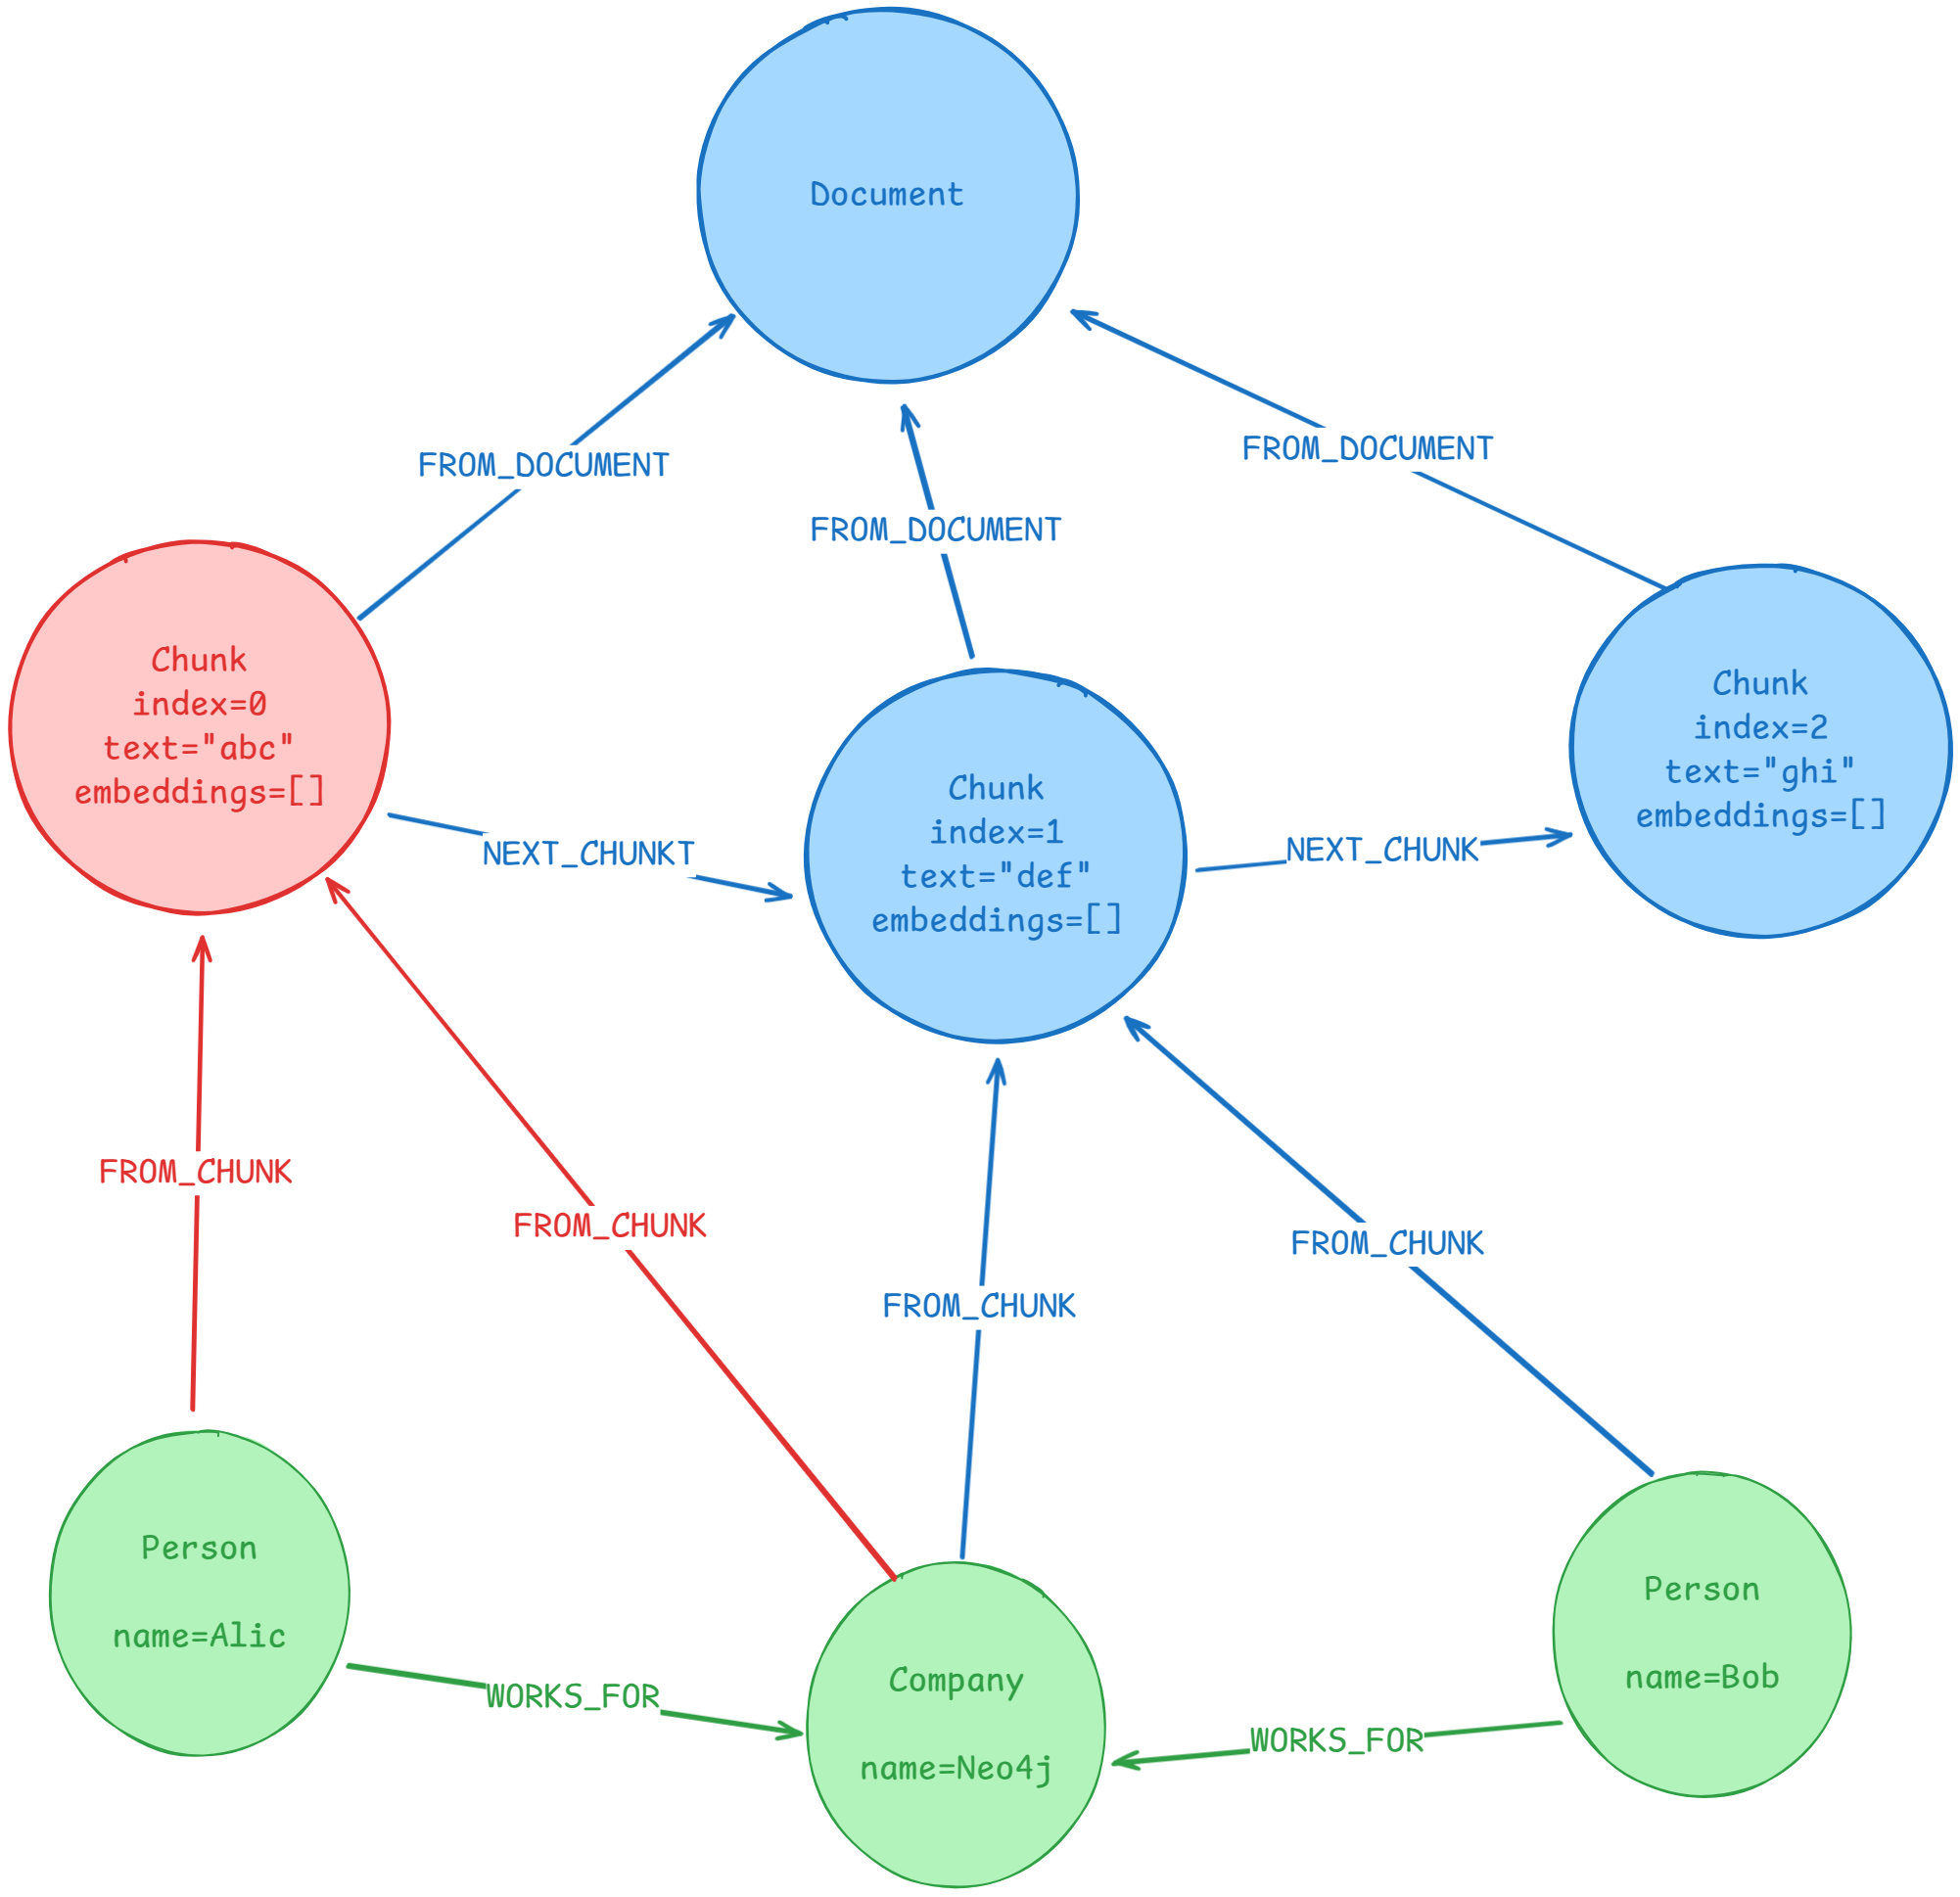 Document
FROM_DOCUMENT
FROM_DOCUMENT
FROM_DOCUMENT
Chunk
index=0
text="abc"
embeddings=[]
Chunk
index=2
text="ghi"
embeddings=[]
Chunk
index=1
text="def"
embeddings=[]
NEXT_CHUNKT
NEXT_CHUNK
FROM_CHUNK
FROM_CHUNK
FROM_CHUNK
FROM_CHUNK
Person
name=Alic
Person
name=Bob
Company
name=Neo4j
WORKS_FOR
WORKS_FOR